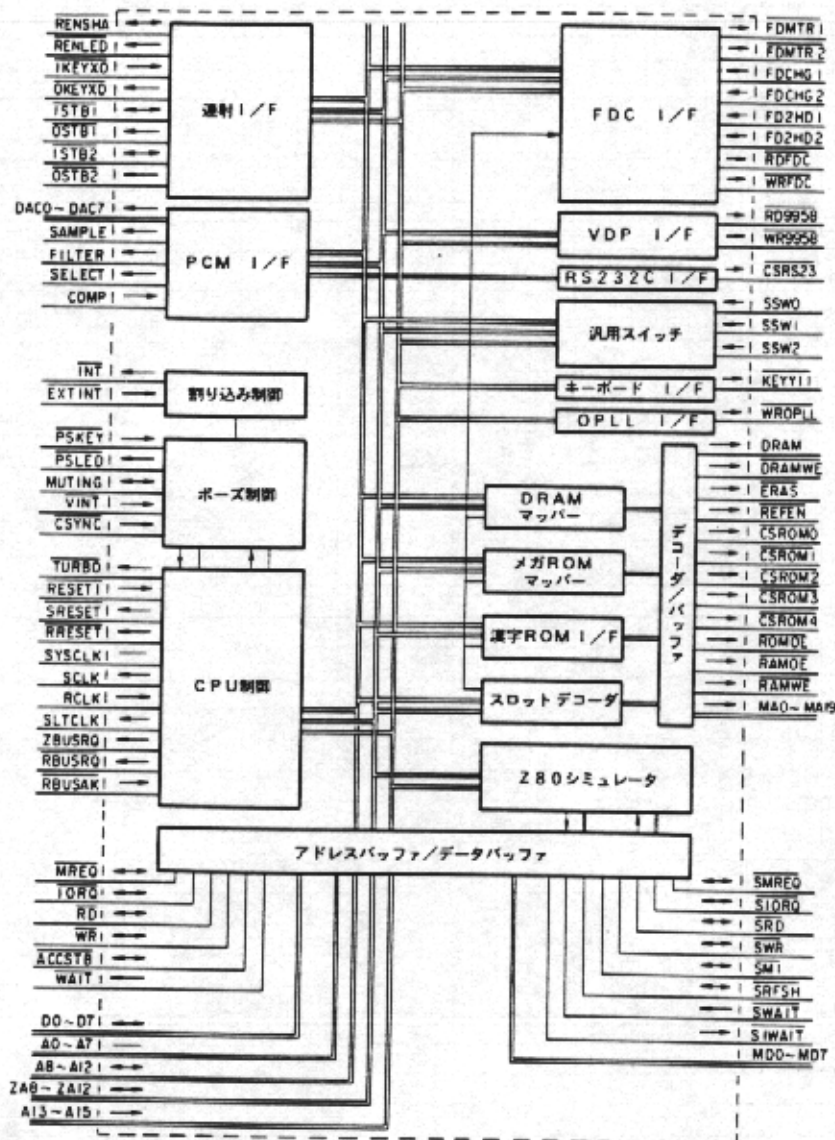 RENSHA
RENLED
IKEYXD
OKEYXD
ISTB1
OSTB1
ISTB2
OSTB2
連射 I/F
DAC0~DAC7
SAMPLE
FILTER
SELECT
COMP
PCM I/F
INT
EXTINT
割り込み制御
PSKEY
PSLED
MUTING
VINT
CSYNC
ポーズ制御
TURBO
RESETI
SRESET
RRESET
SYSCLK
SCLK
RCLK
SLTCLK
ZBUSRQ
RBUSRQ
RBUSAK
CPU制御
FDC I/F
FDMTR1
FDMTR2
FDCHG1
FDCHG2
FD2HD1
FD2HD2
RDFDC
WRFDC
VDP I/F
RD9958
WR9958
RS232C I/F
CSRS23
汎用スイッチ
SSW0
SSW1
SSW2
キーボード I/F
KEYY11
OPLL I/F
WROPLL
DRAM
マッパー
メガROM
マッパー
漢字ROM I/F
スロットデコーダ
デコーダ/バッファ
DRAM
DRAMWE
ERAS
REFEN
CSROM0
CSROM1
CSROM2
CSROM3
CSROM4
ROMOE
RAMOE
RAMWE
MA0~MA19
Z80シミュレータ
アドレスバッファ/データバッファ
MREQ
IORQ
RD
WR
ACCSTB
WAIT
D0~D7
A0~A7
A8~A12
ZA8~ZA12
A13~A15
SMREQ
SIORQ
SRD
SWR
SM1
SRFSH
SWAIT
SIWAIT
MD0~MD7